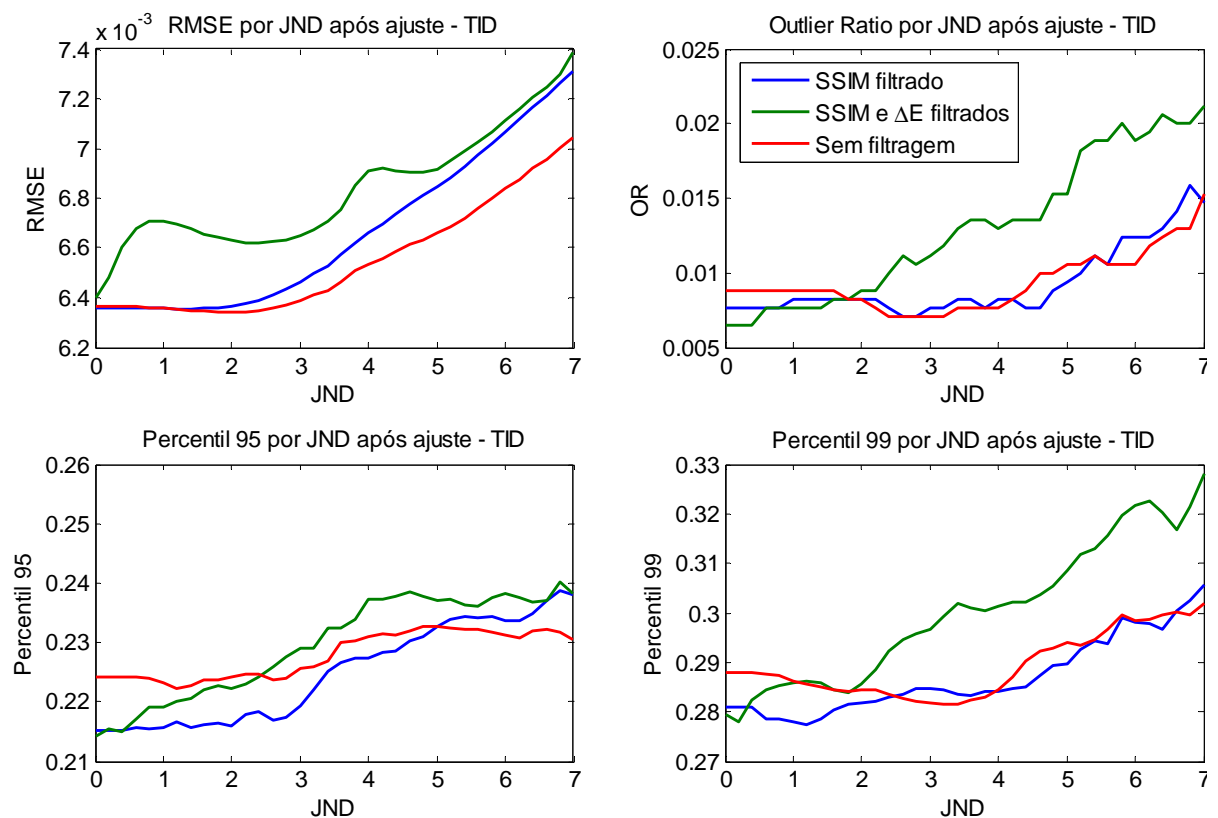 x 10^-3
RMSE por JND após ajuste - TID
7.4
7.2
7
6.8
6.6
6.4
6.2
RMSE
0 1 2 3 4 5 6 7
JND
Outlier Ratio por JND após ajuste - TID
0.025
0.02
0.015
0.01
0.005
OR
SSIM filtrado
SSIM e ΔE filtrados
Sem filtragem
0 1 2 3 4 5 6 7
JND
Percentil 95 por JND após ajuste - TID
0.26
0.25
0.24
0.23
0.22
0.21
Percentil 95
0 1 2 3 4 5 6 7
JND
Percentil 99 por JND após ajuste - TID
0.33
0.32
0.31
0.3
0.29
0.28
0.27
Percentil 99
0 1 2 3 4 5 6 7
JND